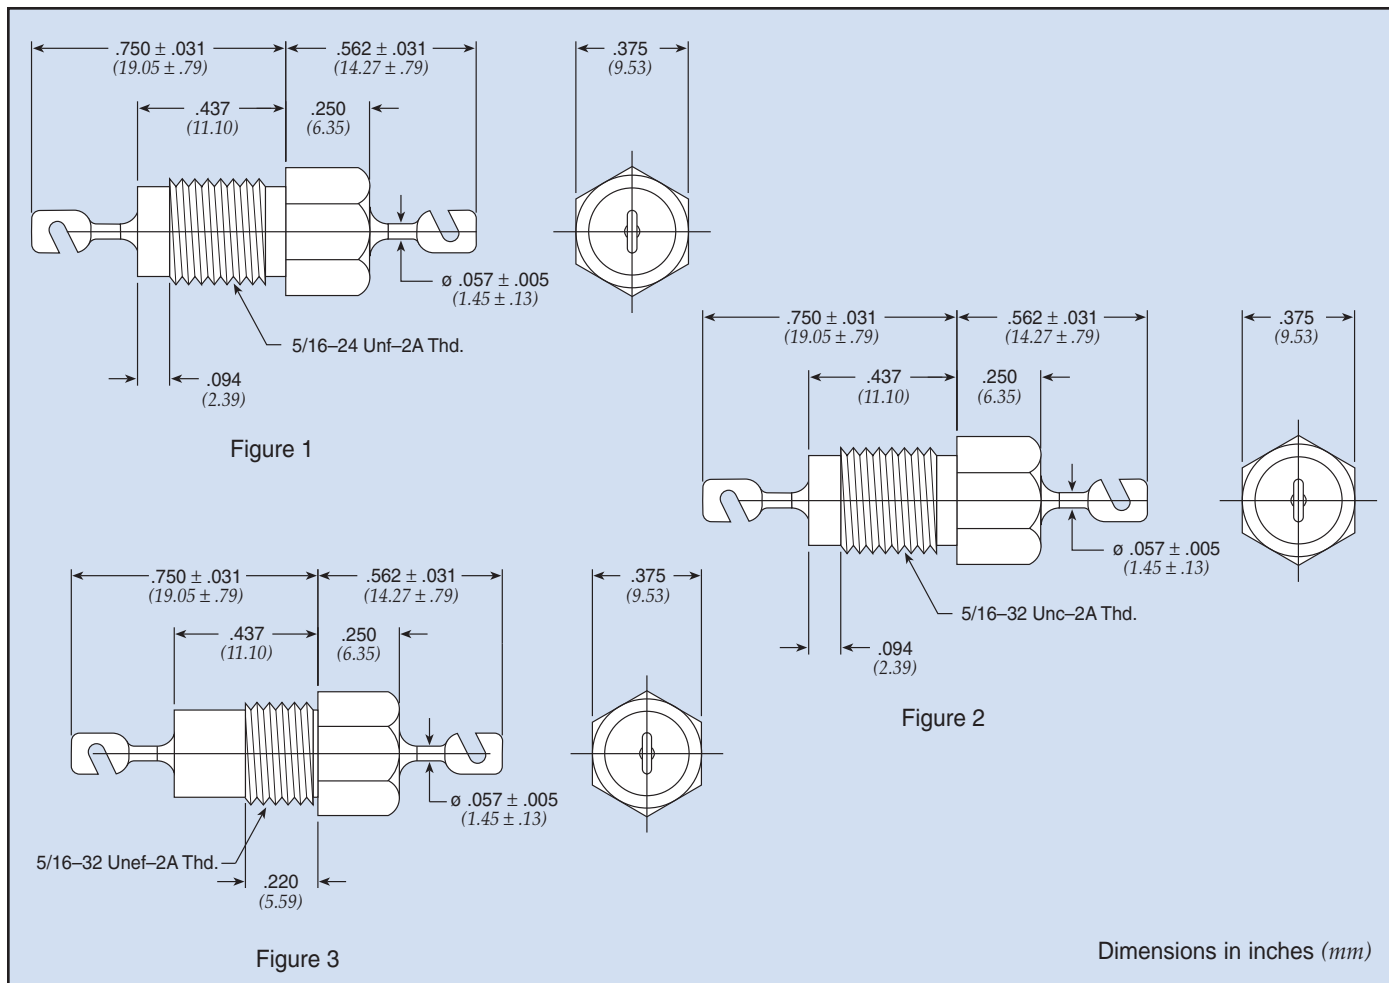 .750 ± .031
(19.05 ± .79)
.562 ± .031
(14.27 ± .79)
.375
(9.53)
.437
(11.10)
.250
(6.35)
ø .057 ± .005
(1.45 ± .13)
5/16–24 Unf–2A Thd.
.094
(2.39)
Figure 1
.750 ± .031
(19.05 ± .79)
.562 ± .031
(14.27 ± .79)
.375
(9.53)
.437
(11.10)
.250
(6.35)
ø .057 ± .005
(1.45 ± .13)
5/16–32 Unc–2A Thd.
.094
(2.39)
Figure 2
.750 ± .031
(19.05 ± .79)
.562 ± .031
(14.27 ± .79)
.375
(9.53)
.437
(11.10)
.250
(6.35)
ø .057 ± .005
(1.45 ± .13)
5/16–32 Unef–2A Thd.
.220
(5.59)
Figure 3
Dimensions in inches (mm)